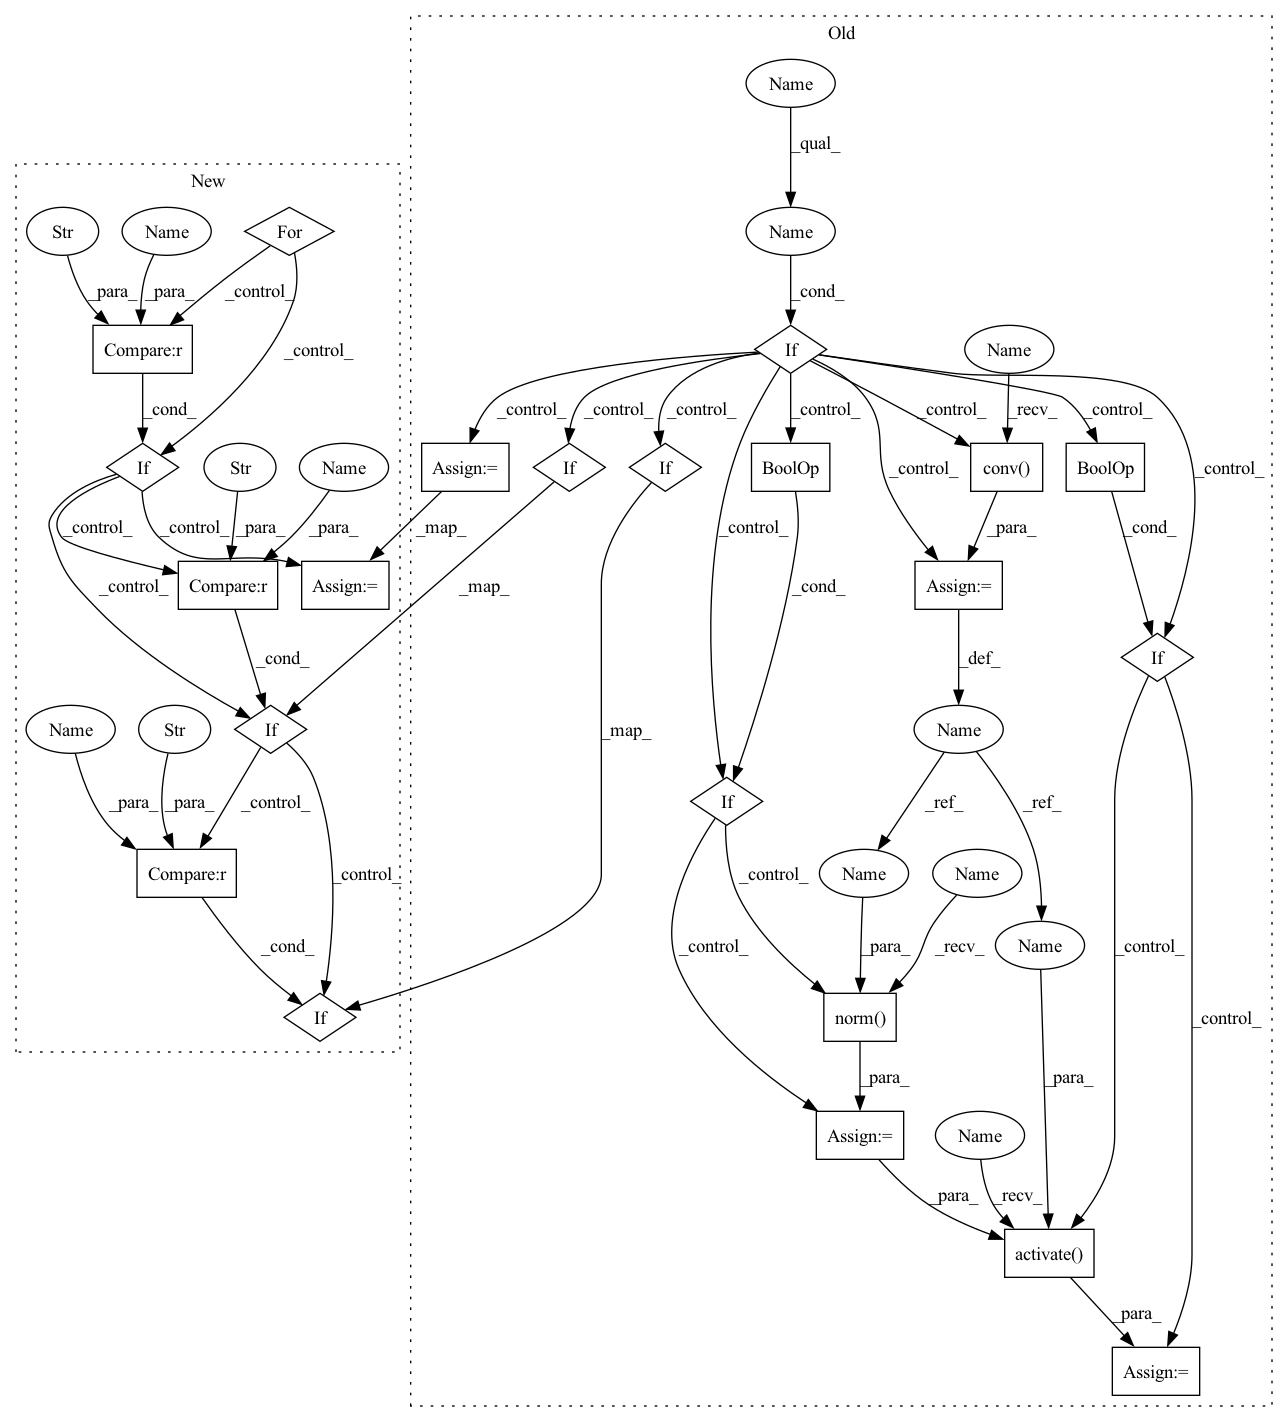 Old
Name
_qual_
New
Str
Name
For
Name
_para_
_para_
_control_
_cond_
Compare:r
_control_
If
Name
_cond_
_control_
_control_
_control_
_control_
_control_
_recv_
_control_
If
Str
Name
Assign:=
If
If
BoolOp
conv()
BoolOp
_control_
_control_
_control_
_para_
_para_
_map_
_control_
_control_
_cond_
_para_
_cond_
_control_
Compare:r
Assign:=
_map_
_cond_
Assign:=
_cond_
_def_
If
Name
Str
If
_map_
Name
_para_
_para_
_control_
If
_ref_
_ref_
Compare:r
_control_
_control_
Name
Name
_cond_
_control_
_para_
_recv_
Name
_control_
_control_
If
norm()
_para_
_para_
Assign:=
Name
_para_
_recv_
activate()
_para_
Assign:=